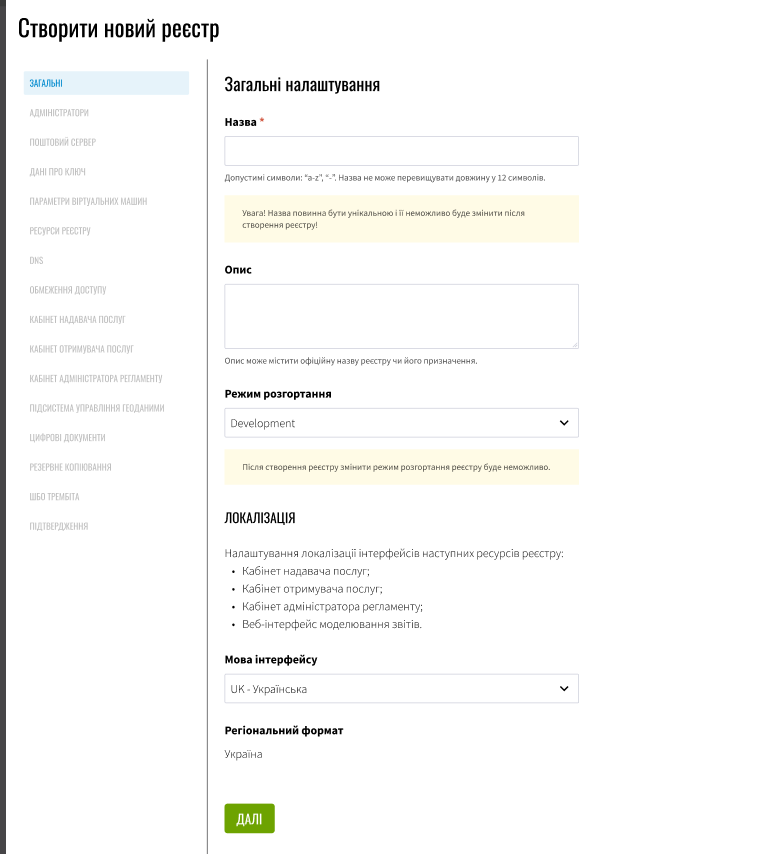 Створити новий реєстр
ЗАГАЛЬНІ
АДМІНІСТРАТОРИ
ПОШТОВИЙ СЕРВЕР
ДАНІ ПРО КЛЮЧ
ПАРАМЕТРИ ВІРТУАЛЬНИХ МАШИН
РЕСУРСИ РЕЄСТРУ
DNS
ОБМЕЖЕННЯ ДОСТУПУ
КАБІНЕТ НАДАВАЧА ПОСЛУГ
КАБІНЕТ ОТРИМУВАЧА ПОСЛУГ
КАБІНЕТ АДМІНІСТРАТОРА РЕГЛАМЕНТУ
ПІДСИСТЕМА УПРАВЛІННЯ ГЕОДАНИМИ
ЦИФРОВІ ДОКУМЕНТИ
РЕЗЕРВНЕ КОПІЮВАННЯ
ШБО ТРЕМБІТА
ПІДТВЕРДЖЕННЯ
Загальні налаштування
Назва *
Допустимі символи: "a-z", "-". Назва не може перевищувати довжину у 12 символів.
Увага! Назва повинна бути унікальною і її неможливо буде змінити після
створення реєстру!
Опис
Опис може містити офіційну назву реєстру чи його призначення.
Режим розгортання
Development
Після створення реєстру змінити режим розгортання реєстру буде неможливо.
ЛОКАЛІЗАЦІЯ
Налаштування локалізації інтерфейсів наступних ресурсів реєстру:
• Кабінет надавача послуг;
• Кабінет отримувача послуг;
• Кабінет адміністратора регламенту;
• Веб-інтерфейс моделювання звітів.
Мова інтерфейсу
UK - Українська
Регіональний формат
Україна
ДАЛІ